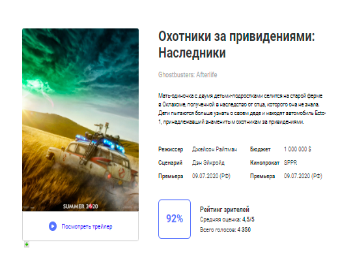 Охотники за привидениями:
Наследники
Ghostbusters: Afterlife
Мать-одиночка с двумя детьми-подростками селится на старой ферме
в Оклахоме, полученной в наследство от отца, которого она не знала.
Дети пытаются больше узнать о своем деде и находят автомобиль Ecto-
1, принадлежавший знаменитым охотникам за привидениями.
Режиссер Джейсон Райтман Бюджет 1 000 000 $
Сценарий Дэн Эйкройд Кинопрокат SPPR
Премьера 09.07.2020 (РФ) Премьера 09.07.2020 (РФ)
SUMMER 2020
Посмотреть трейлер
92%
Рейтинг зрителей
Средняя оценка: 4,5/5
Всего голосов: 4 350